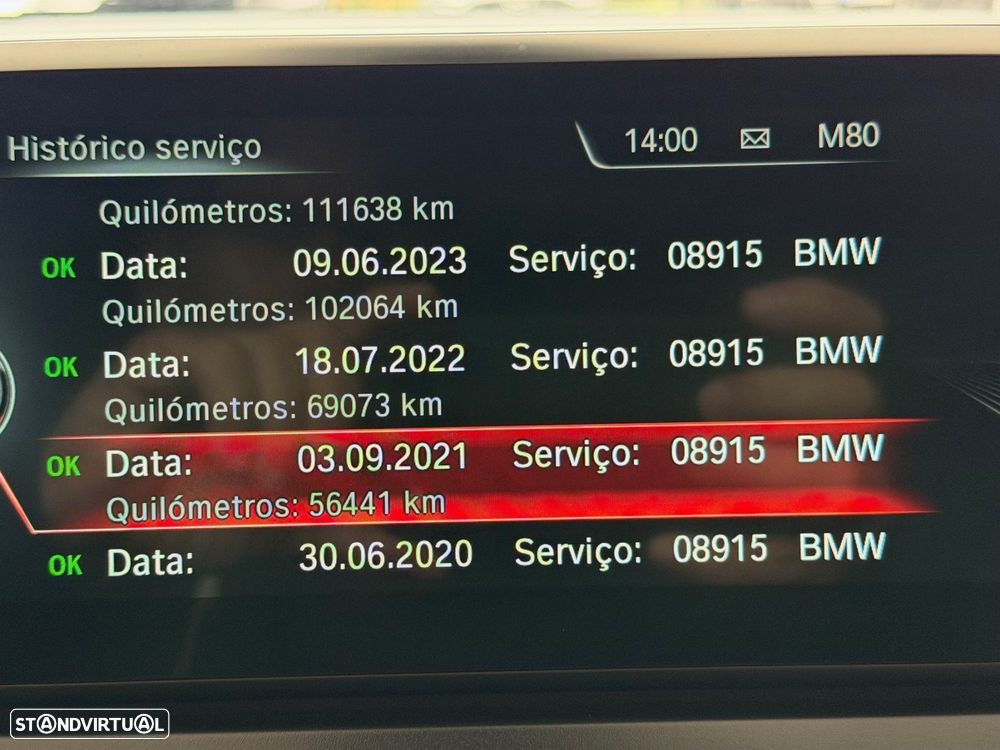 Histórico serviço 14:00 M80
Quilómetros: 111638 km
OK Data: 09.06.2023 Serviço: 08915 BMW
Quilómetros: 102064 km
OK Data: 18.07.2022 Serviço: 08915 BMW
Quilómetros: 69073 km
OK Data: 03.09.2021 Serviço: 08915 BMW
Quilómetros: 56441 km
OK Data: 30.06.2020 Serviço: 08915 BMW
STANDVIRTUAL